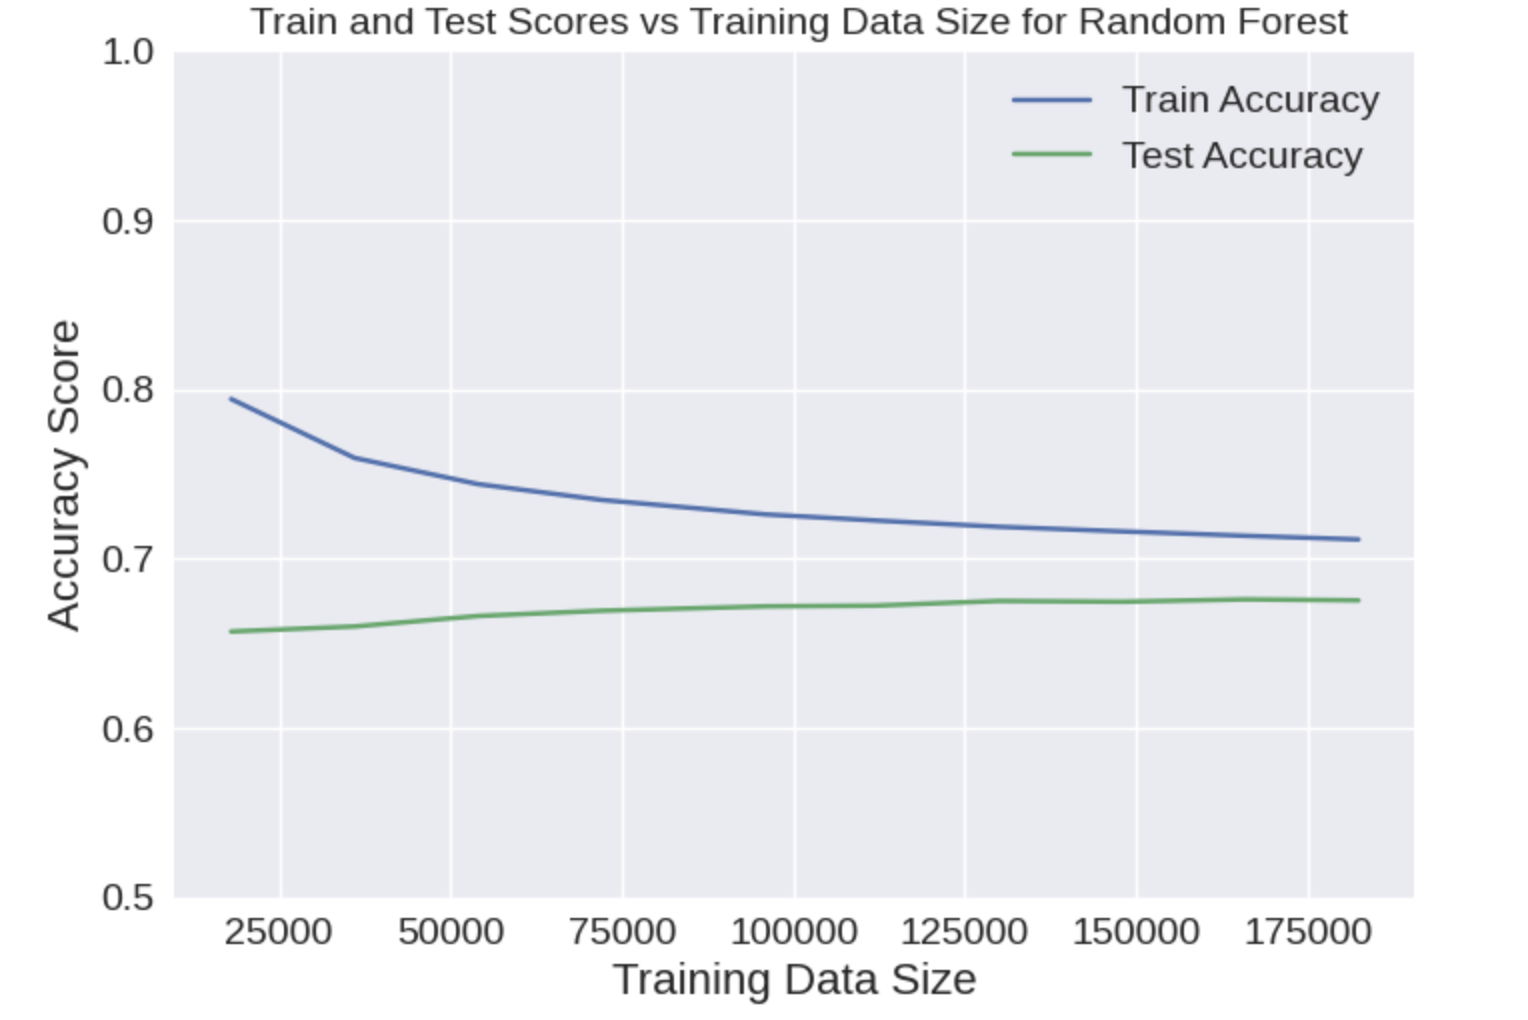 Train and Test Scores vs Training Data Size for Random Forest
1.0
Train Accuracy
Test Accuracy
0.9
0.8
0.7
0.6
0.5
Accuracy Score
25000 50000 75000 100000 125000 150000 175000
Training Data Size